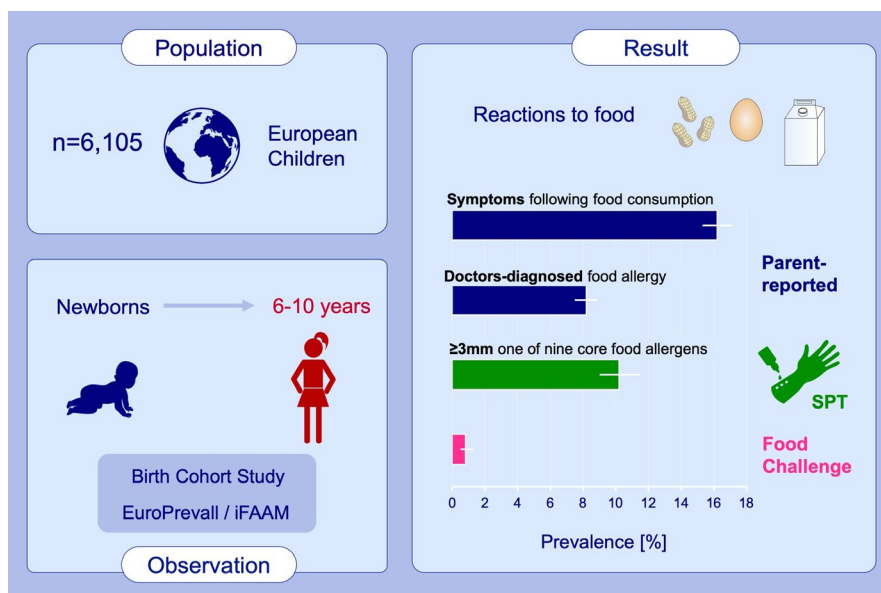 Population
n=6,105
European
Children
Newborns
6-10 years
Birth Cohort Study
EuroPrevall / iFAAM
Observation
Result
Reactions to food
Symptoms following food consumption
Doctors-diagnosed food allergy
Parent-
reported
≥3mm one of nine core food allergens
SPT
Food
Challenge
0 2 4 6 8 10 12 14 16 18
Prevalence [%]